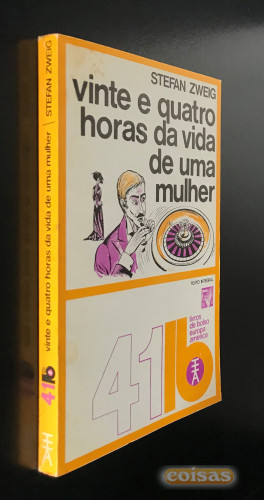 STEFAN ZWEIG
vinte e quatro
horas da vida
de uma
mulher
TEXTO INTEGRAL
41
livros
de bolso
europa
américa
vinte e quatro horas da vida de uma mulher | STEFAN ZWEIG
41
coisas